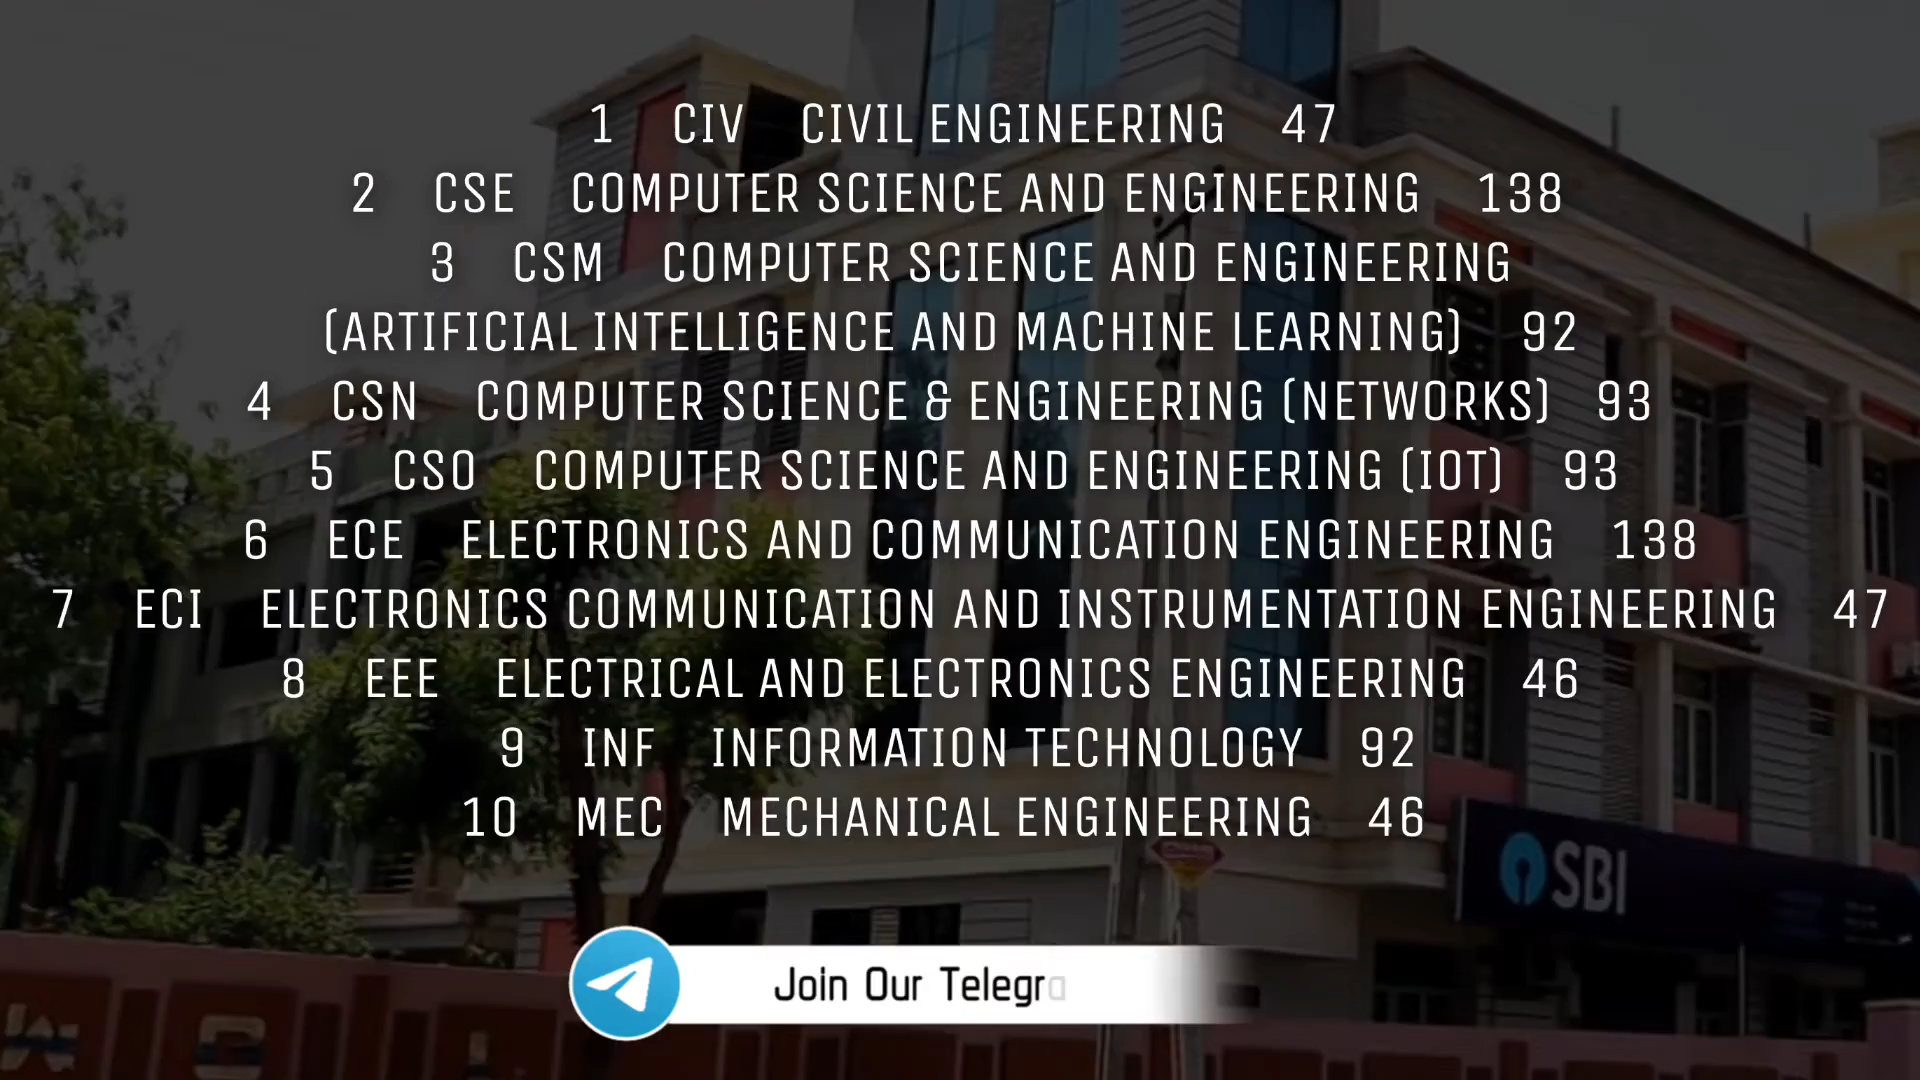 1 CIV CIVIL ENGINEERING 47
2 CSE COMPUTER SCIENCE AND ENGINEERING 138
3 CSM COMPUTER SCIENCE AND ENGINEERING
(ARTIFICIAL INTELLIGENCE AND MACHINE LEARNING) 92
4 CSN COMPUTER SCIENCE & ENGINEERING (NETWORKS) 93
5 CSO COMPUTER SCIENCE AND ENGINEERING (IOT) 93
6 ECE ELECTRONICS AND COMMUNICATION ENGINEERING 138
7 ECI ELECTRONICS COMMUNICATION AND INSTRUMENTATION ENGINEERING 47
8 EEE ELECTRICAL AND ELECTRONICS ENGINEERING 46
9 INF INFORMATION TECHNOLOGY 92
10 MEC MECHANICAL ENGINEERING 46
SBI
Join Our Telegra